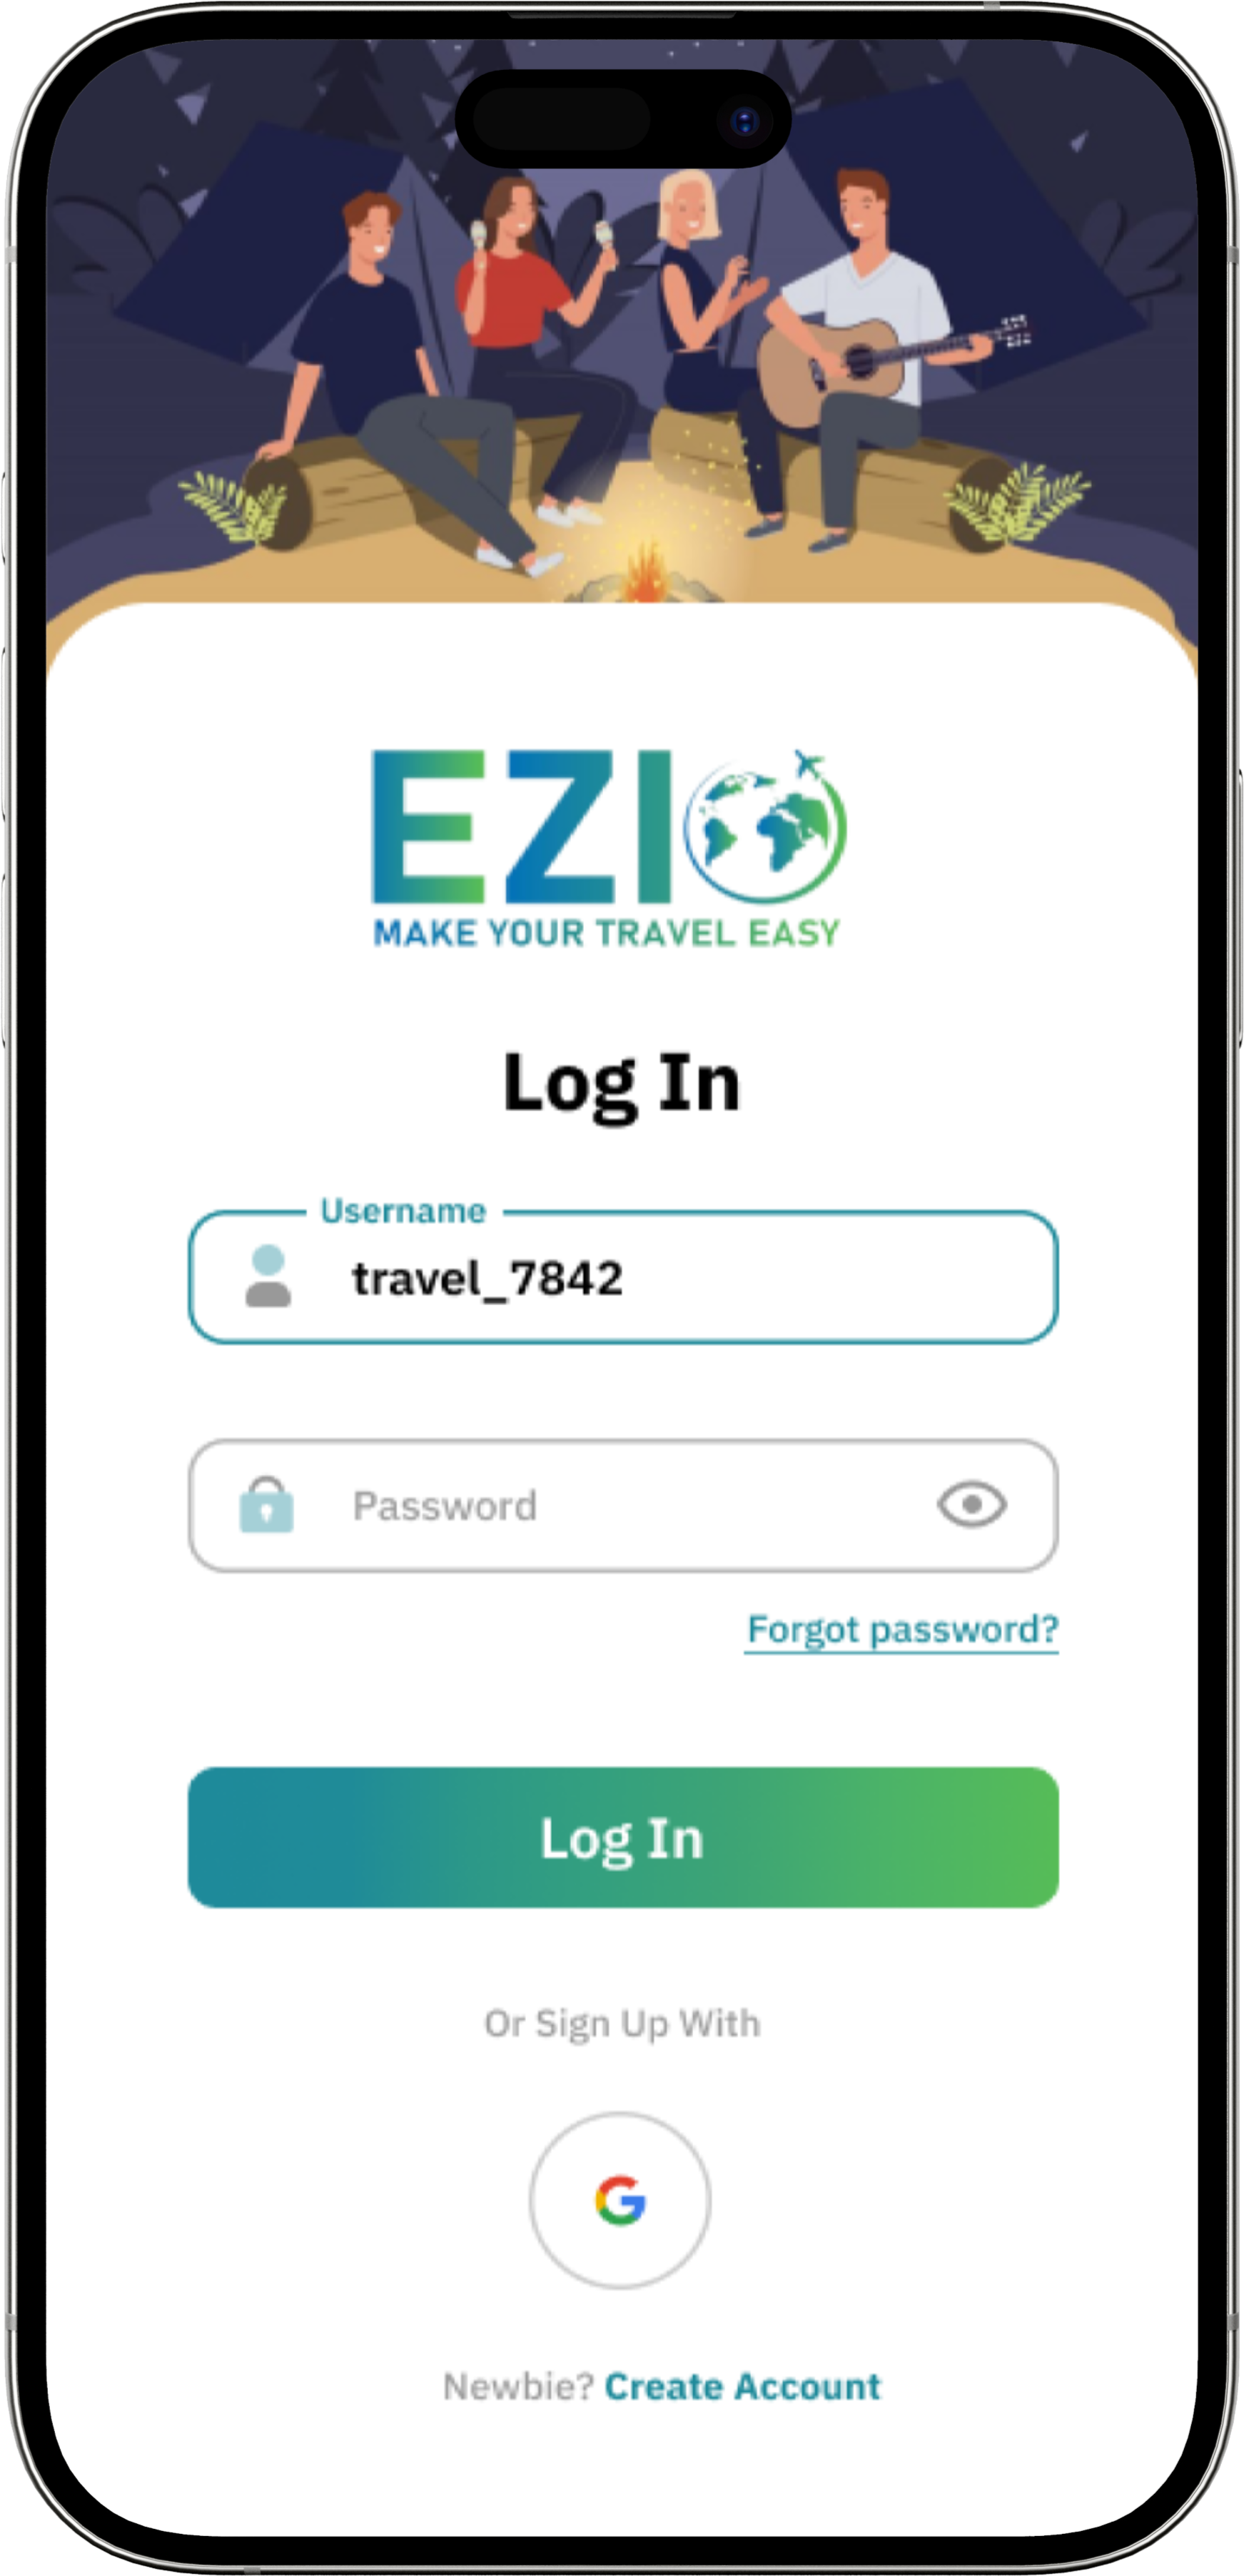 EZIO
MAKE YOUR TRAVEL EASY
Log In
Username
travel_7842
Password
Forgot password?
Log In
Or Sign Up With
G
Newbie? Create Account